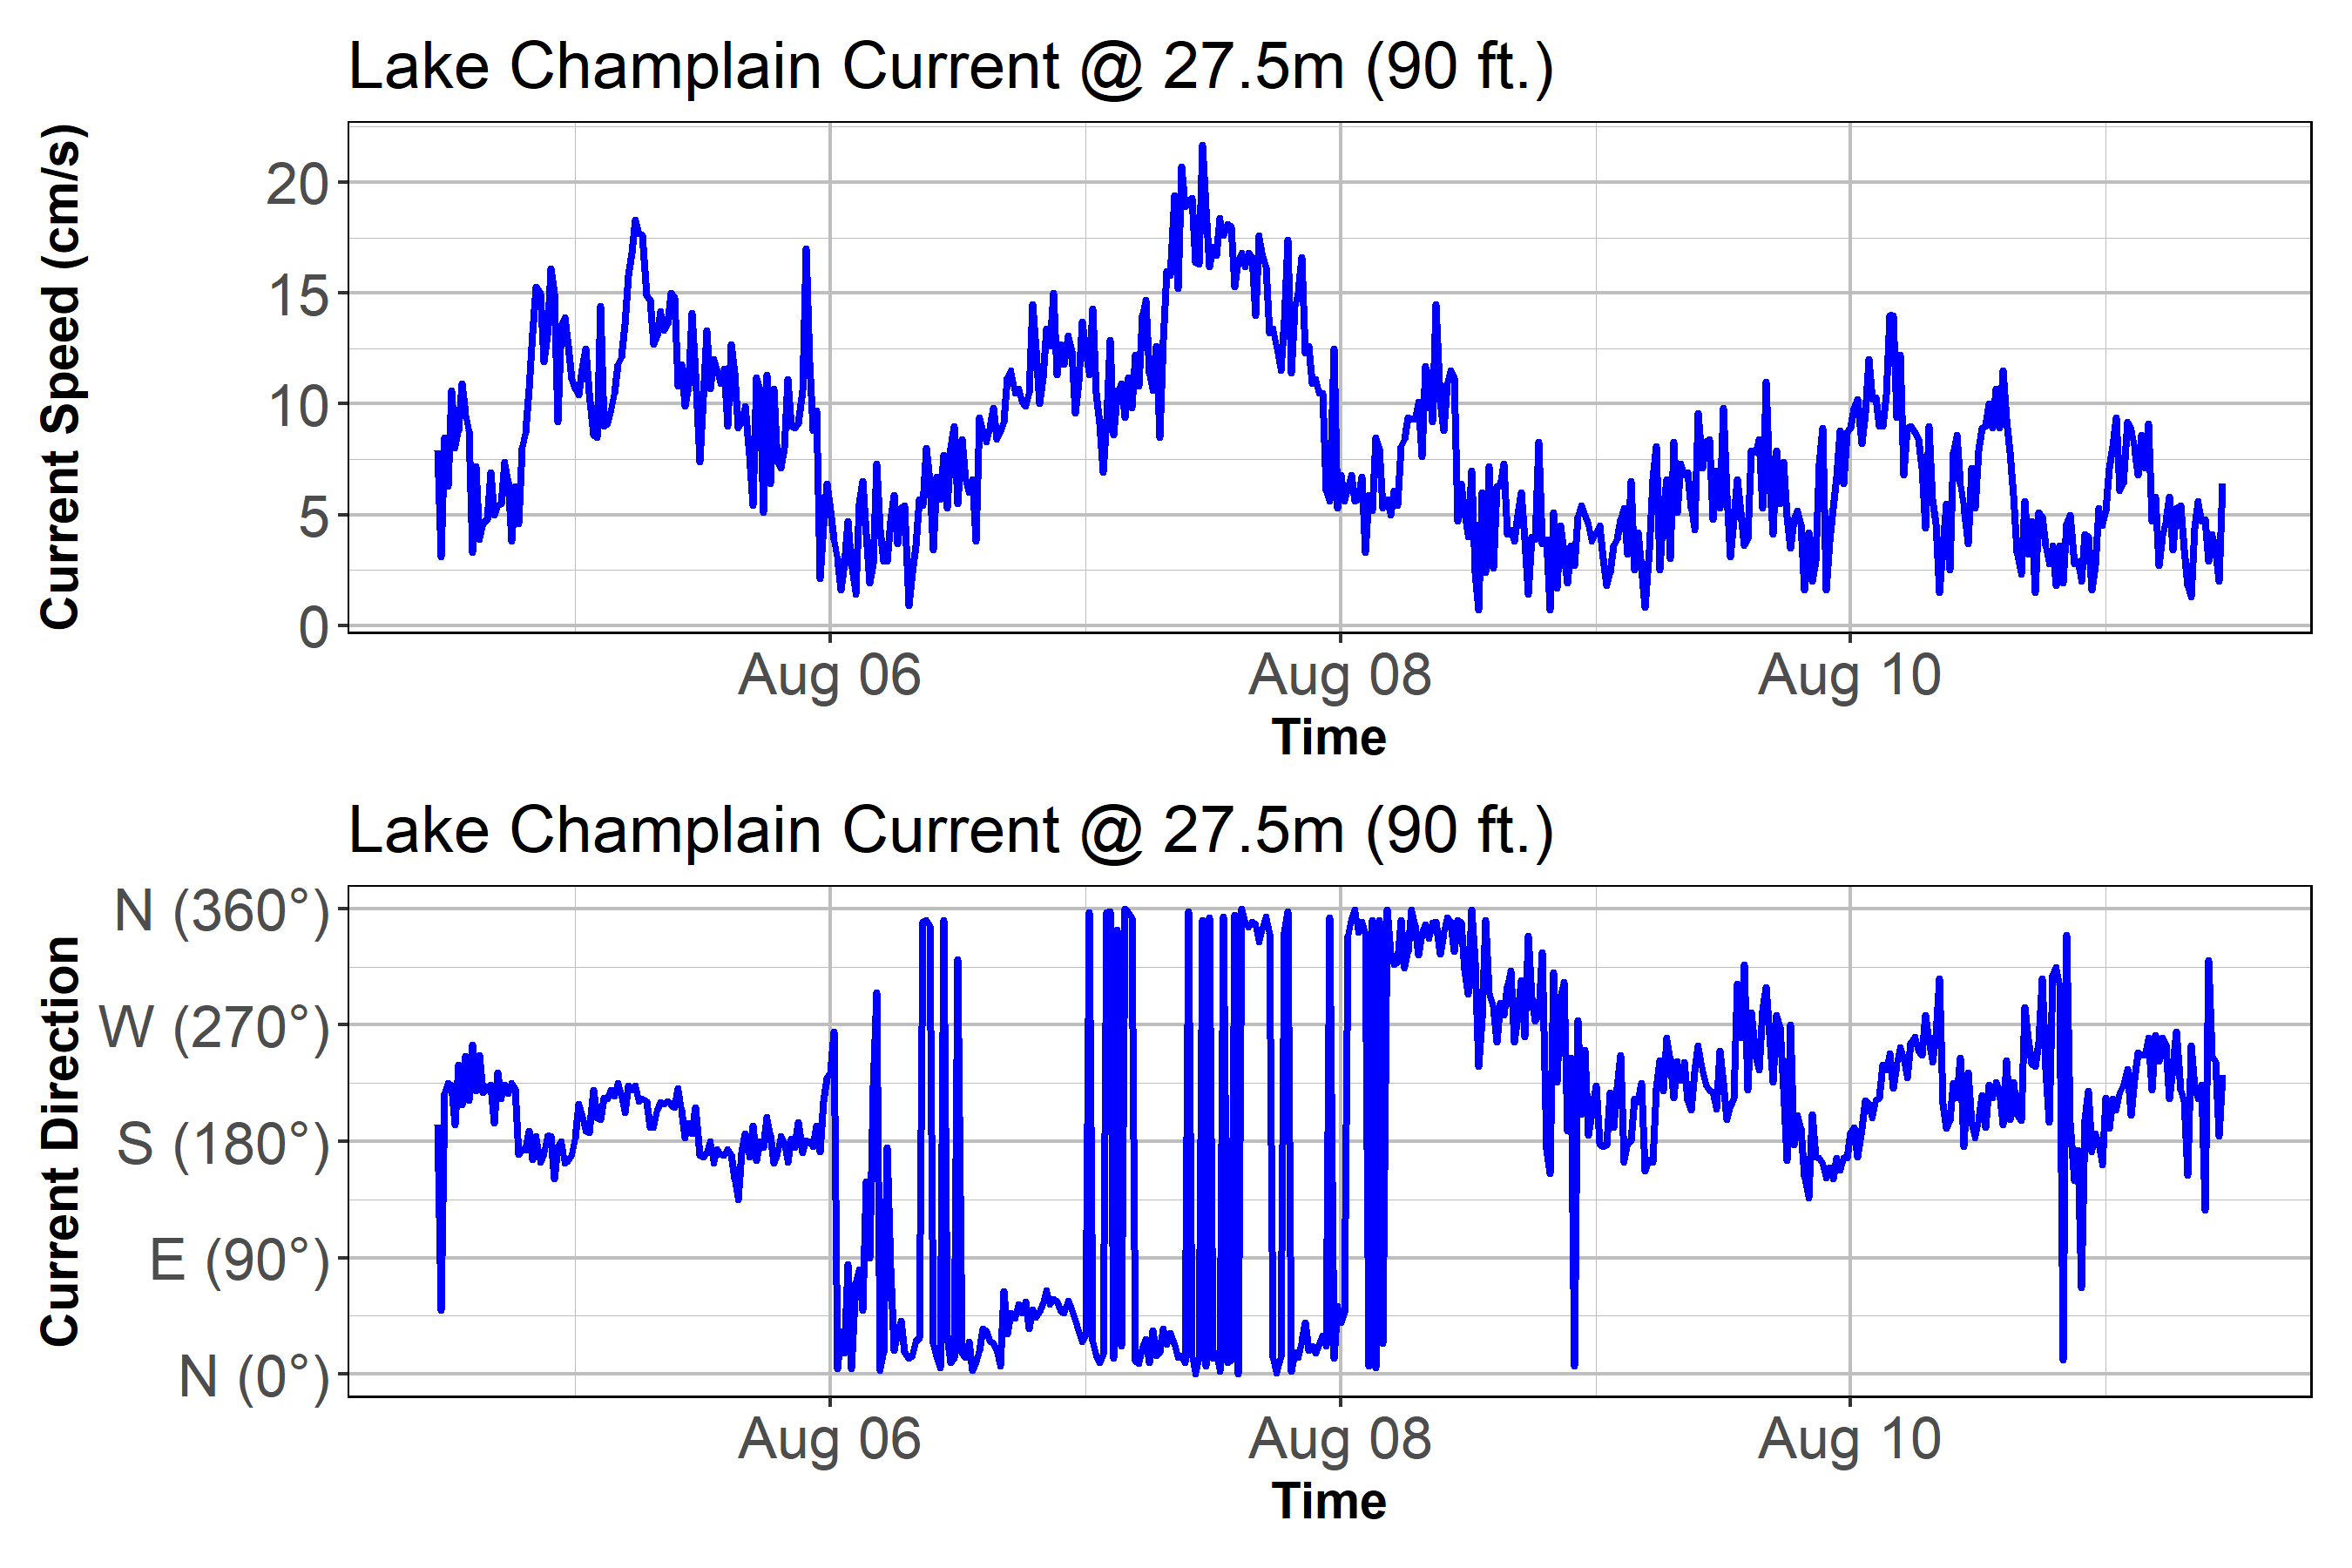 Lake Champlain Current @ 27.5m (90 ft.)
Current Speed (cm/s)
20
15
10
5
0
Aug 06 Aug 08 Aug 10
Time
Lake Champlain Current @ 27.5m (90 ft.)
Current Direction
N (360°)
W (270°)
S (180°)
E (90°)
N (0°)
Aug 06 Aug 08 Aug 10
Time